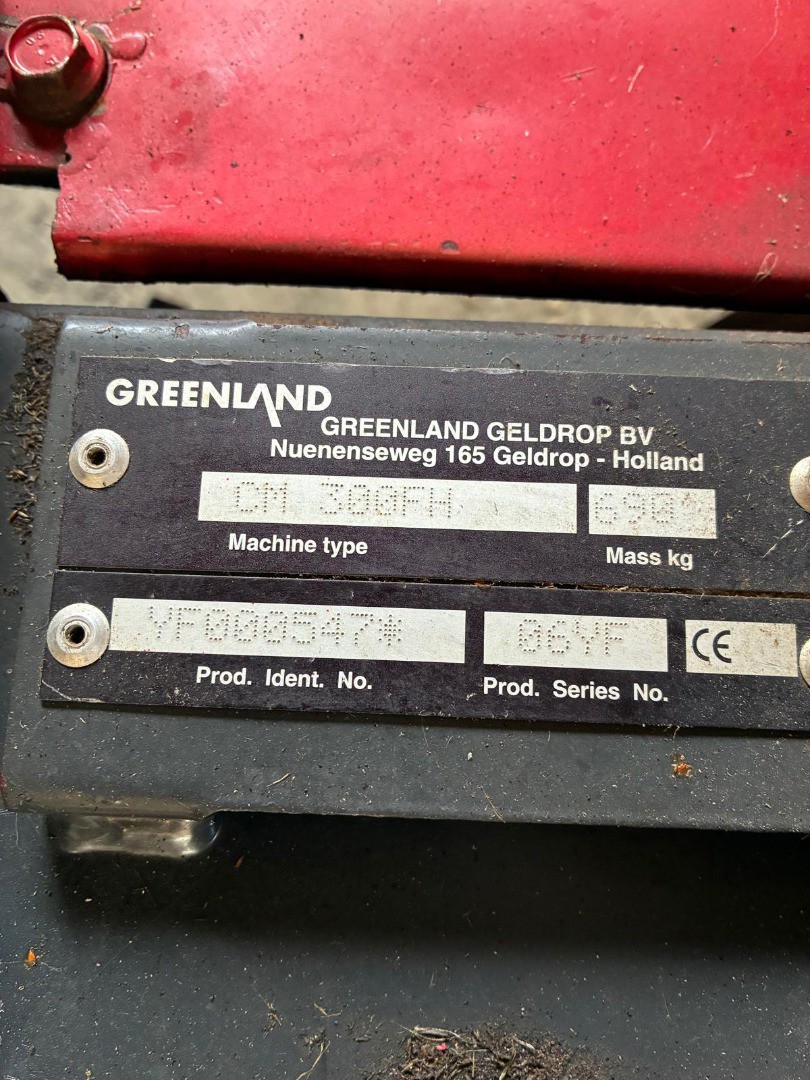 GREENLAND
GREENLAND GELDROP BV
Nuenenseweg 165 Geldrop - Holland
CM 300FH 690
Machine type Mass kg
YF000547* 06YF CE
Prod. Ident. No. Prod. Series No.